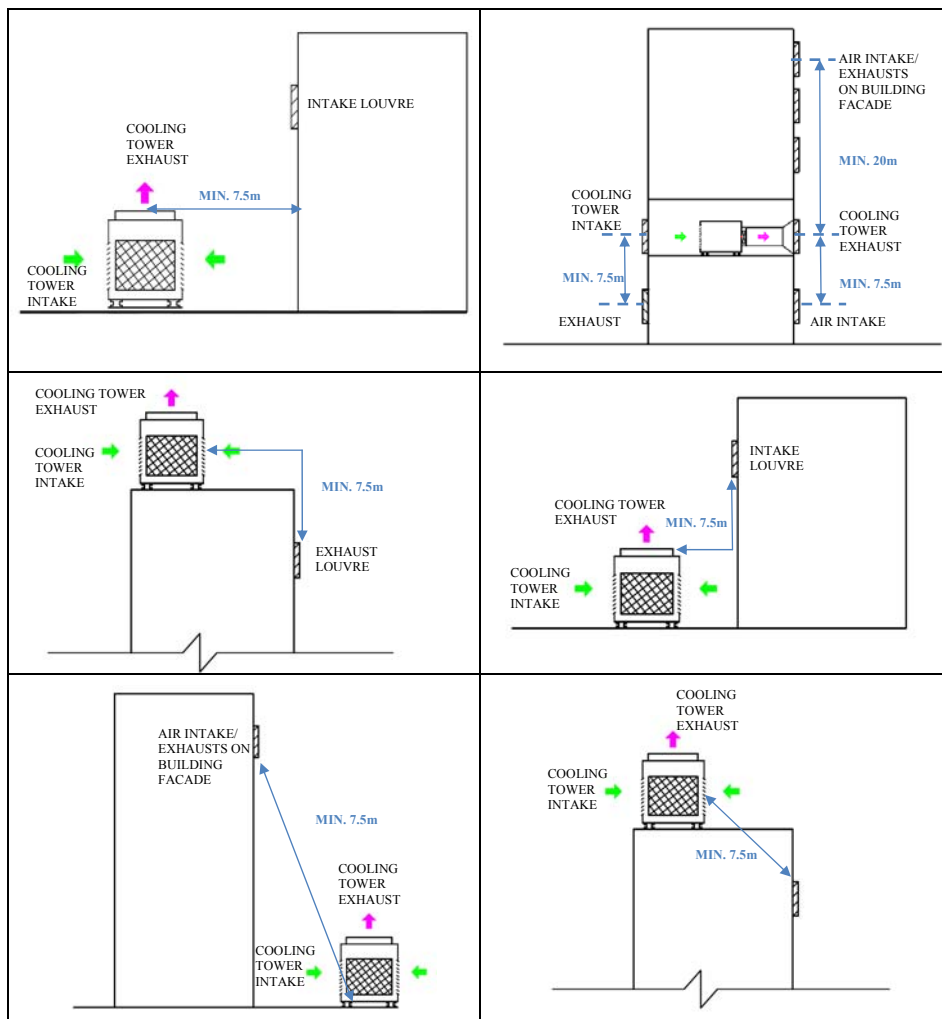 INTAKE LOUVRE
COOLING
TOWER
EXHAUST
MIN. 7.5m
COOLING
TOWER
INTAKE
AIR INTAKE/
EXHAUSTS
ON BUILDING
FACADE
MIN. 20m
COOLING
TOWER
INTAKE
COOLING
TOWER
EXHAUST
MIN. 7.5m
MIN. 7.5m
EXHAUST
AIR INTAKE
COOLING TOWER
EXHAUST
COOLING
TOWER
INTAKE
MIN. 7.5m
EXHAUST
LOUVRE
INTAKE
LOUVRE
COOLING TOWER
EXHAUST
MIN. 7.5m
COOLING
TOWER
INTAKE
AIR INTAKE/
EXHAUSTS ON
BUILDING
FACADE
MIN. 7.5m
COOLING
TOWER
EXHAUST
COOLING
TOWER
INTAKE
COOLING
TOWER
EXHAUST
COOLING
TOWER
INTAKE
MIN. 7.5m